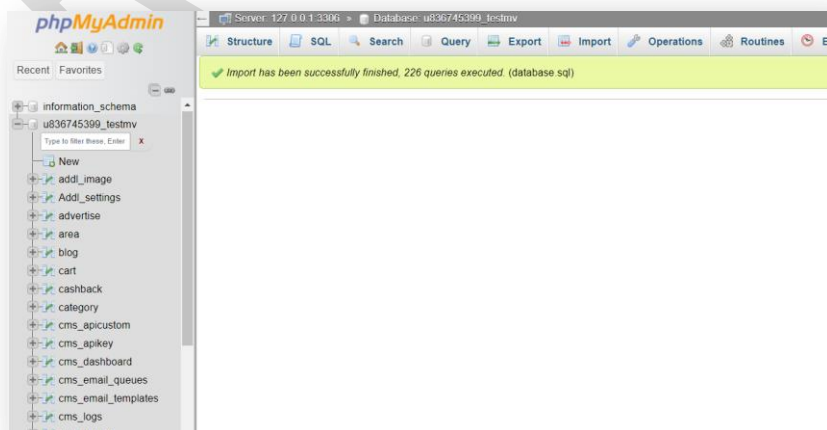 phpMyAdmin
Recent Favorites
information_schema
u836745399_testmv
Type to filter these, Enter X
New
addl_image
Addl_settings
advertise
area
blog
cart
cashback
category
cms_apicustom
cms_apikey
cms_dashboard
cms_email_queues
cms_email_templates
cms_logs
Server: 127.0.0.1:3306 » Database: u836745399_testmv
Structure SQL Search Query Export Import Operations Routines E
Import has been successfully finished, 226 queries executed. (database.sql)